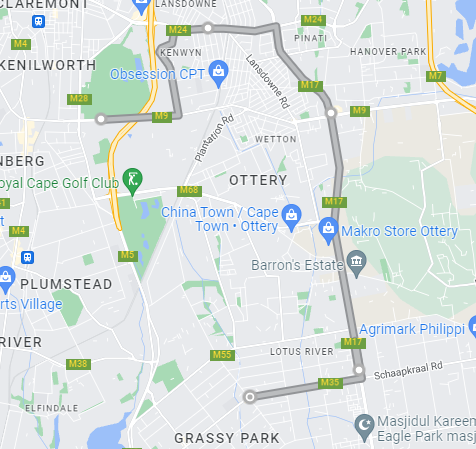 CLAREMONT
LANSDOWNE
M24
M24
PINATI
M4
KENWYN
HANOVER PARK
KENILWORTH
Obsession CPT
Lansdowne Rd
M7
M28
M17
M9
M9
Plantation Rd
WETTON
NBERG
oyal Cape Golf Club
M68
OTTERY
M17
China Town / Cape
Town • Ottery
M4
Makro Store Ottery
M5
Barron's Estate
PLUMSTEAD
rts Village
Agrimark Philippi
RIVER
M17
M55
LOTUS RIVER
M38
Schaapkraal Rd
M35
ELFINDALE
Masjidul Kareem
Eagle Park masj
GRASSY PARK